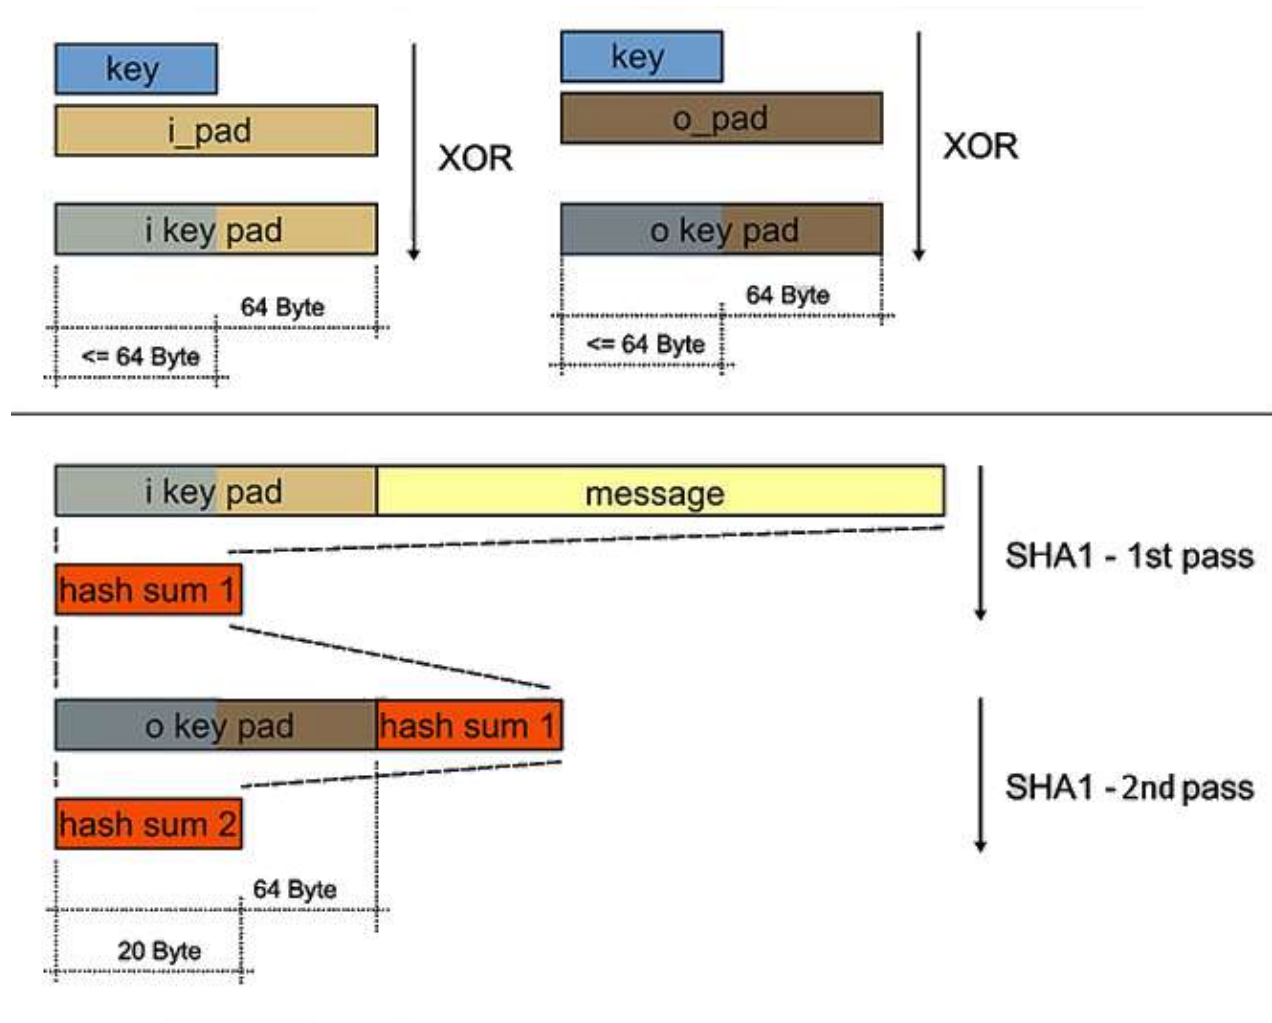 key
i_pad
XOR
i key pad
64 Byte
<= 64 Byte
key
o_pad
XOR
o key pad
64 Byte
<= 64 Byte
i key pad message
SHA1 - 1st pass
hash sum 1
o key pad hash sum 1
SHA1 - 2nd pass
hash sum 2
64 Byte
20 Byte